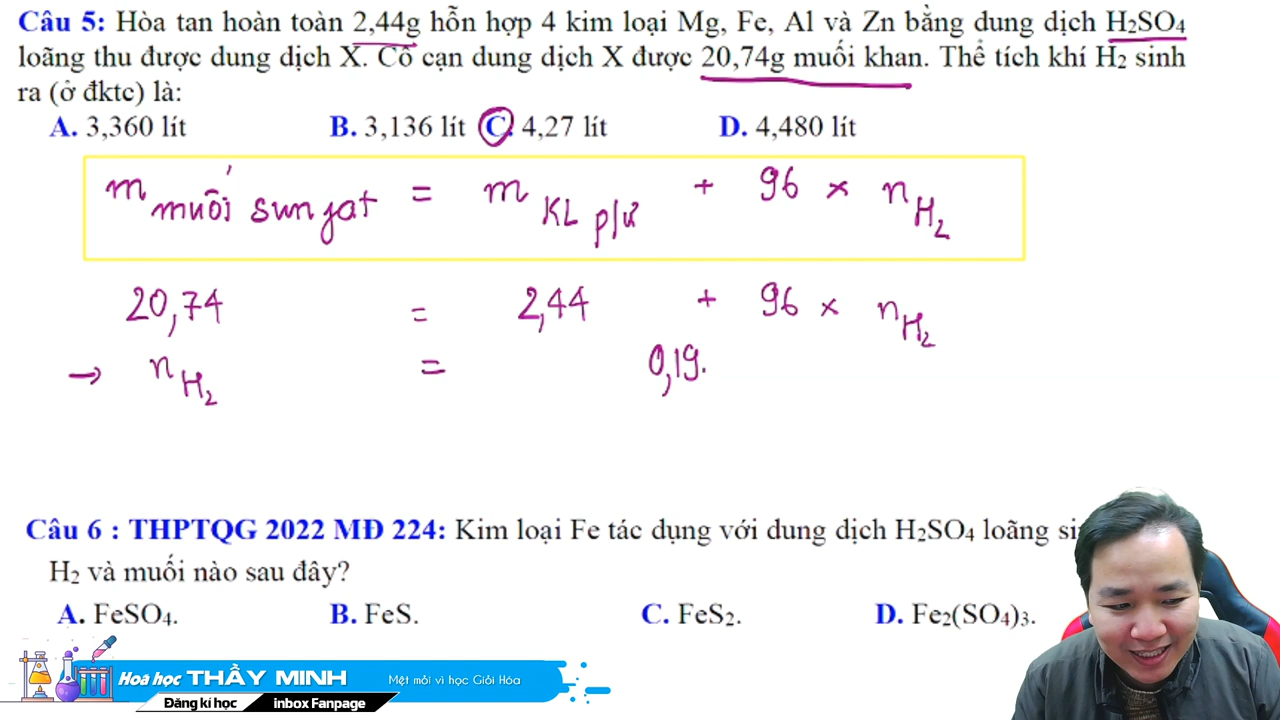 Câu 5: Hòa tan hoàn toàn 2,44g hỗn hợp 4 kim loại Mg, Fe, Al và Zn bằng dung dịch H₂SO₄
loãng thu được dung dịch X. Cô cạn dung dịch X được 20,74g muối khan. Thể tích khí H₂ sinh
ra (ở đktc) là:
A. 3,360 lít B. 3,136 lít C. 4,27 lít D. 4,480 lít
m muối sunfat = m KL p/ư + 96 × n H₂
20,74 = 2,44 + 96 × n H₂
→ n H₂ = 0,19.
Câu 6 : THPTQG 2022 MĐ 224: Kim loại Fe tác dụng với dung dịch H₂SO₄ loãng
H₂ và muối nào sau đây?
A. FeSO₄. B. FeS. C. FeS₂. D. Fe₂(SO₄)₃.
Hoá học THẦY MINH Mệt mỏi vì học Giỏi Hóa
Đăng kí học inbox Fanpage